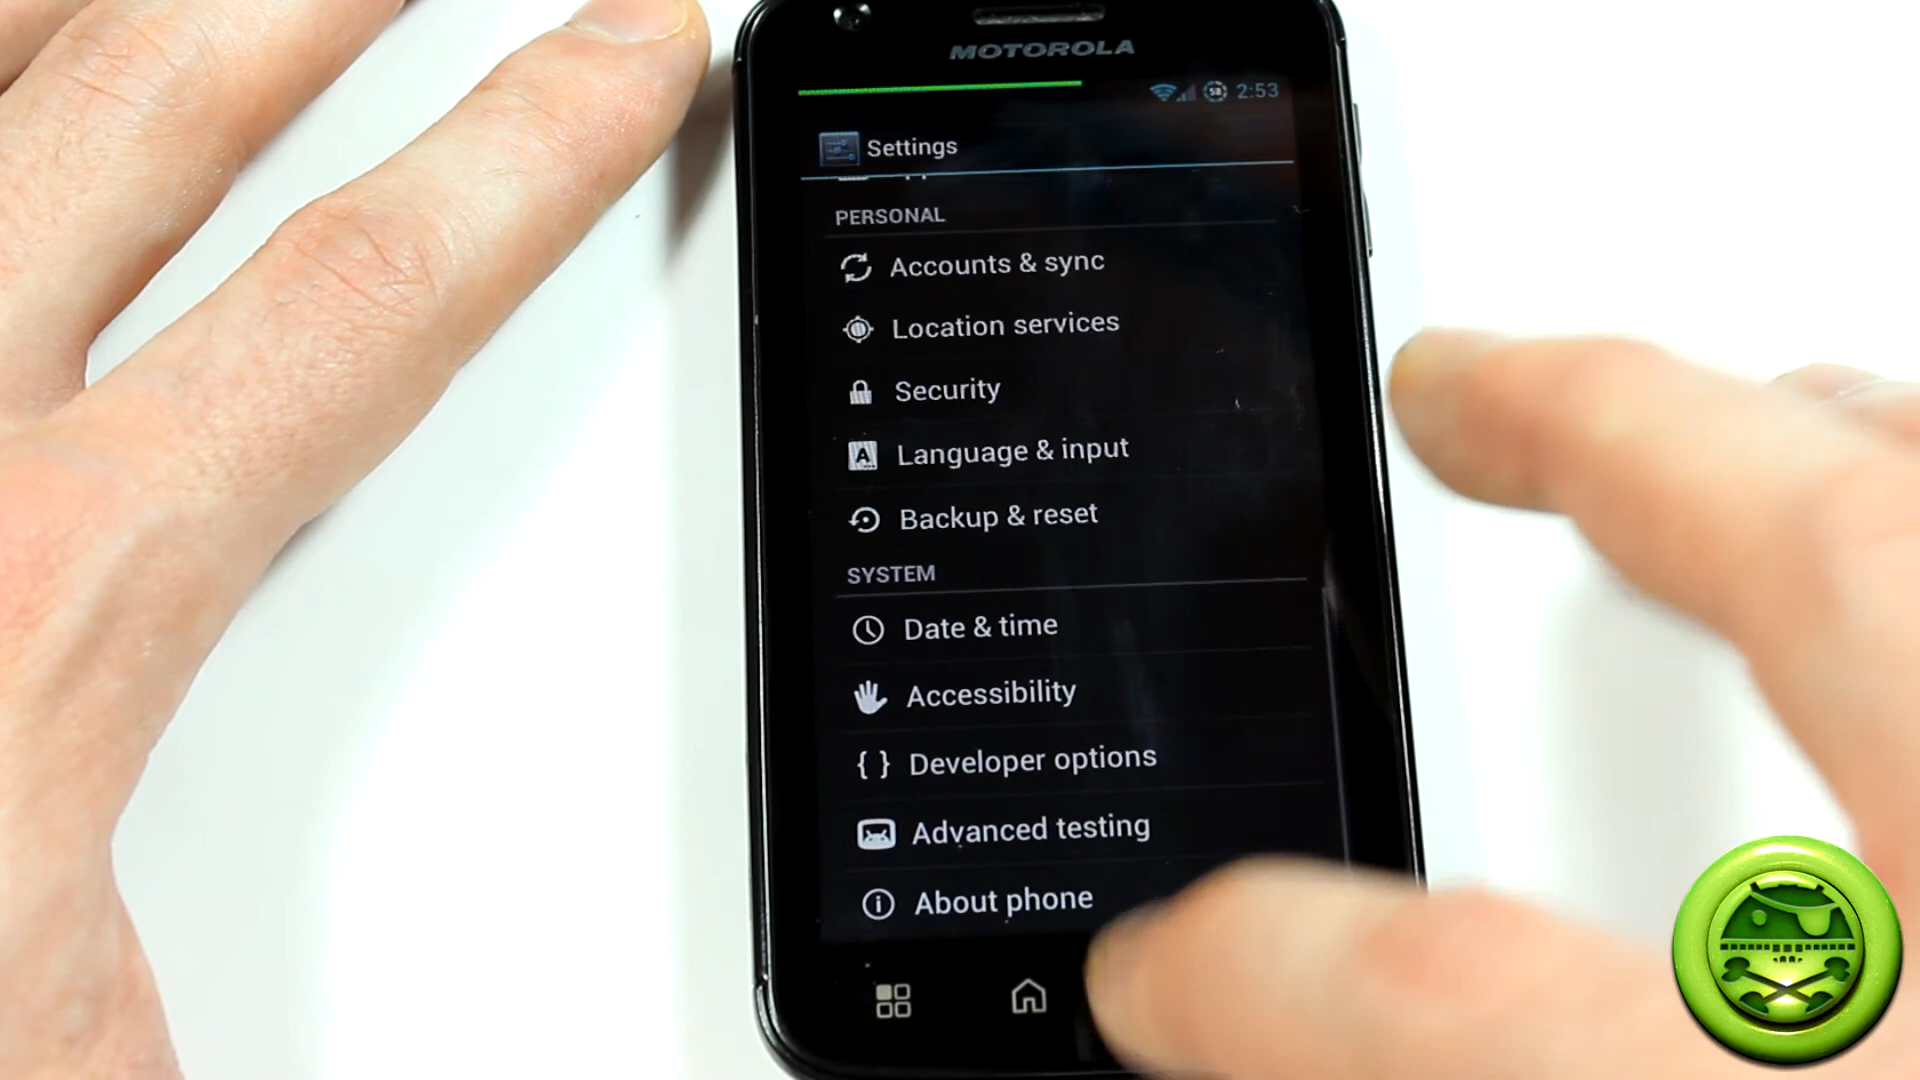 MOTOROLA
58 2:53
Settings
PERSONAL
Accounts & sync
Location services
Security
A Language & input
Backup & reset
SYSTEM
Date & time
Accessibility
{ } Developer options
Advanced testing
About phone